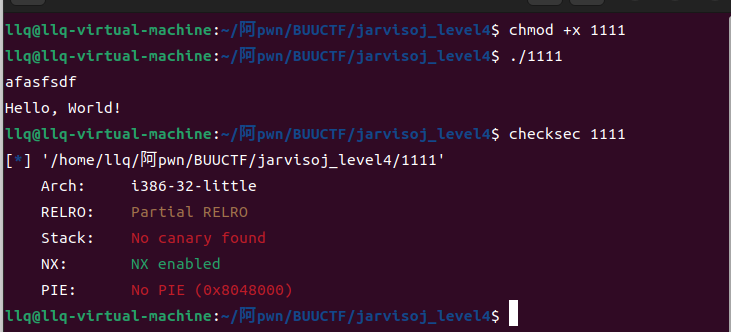 llq@llq-virtual-machine:~/阿pwn/BUUCTF/jarvisoj_level4$ chmod +x 1111
llq@llq-virtual-machine:~/阿pwn/BUUCTF/jarvisoj_level4$ ./1111
afasfsdf
Hello, World!
llq@llq-virtual-machine:~/阿pwn/BUUCTF/jarvisoj_level4$ checksec 1111
[*] '/home/llq/阿pwn/BUUCTF/jarvisoj_level4/1111'
    Arch:     i386-32-little
    RELRO:    Partial RELRO
    Stack:    No canary found
    NX:       NX enabled
    PIE:      No PIE (0x8048000)
llq@llq-virtual-machine:~/阿pwn/BUUCTF/jarvisoj_level4$